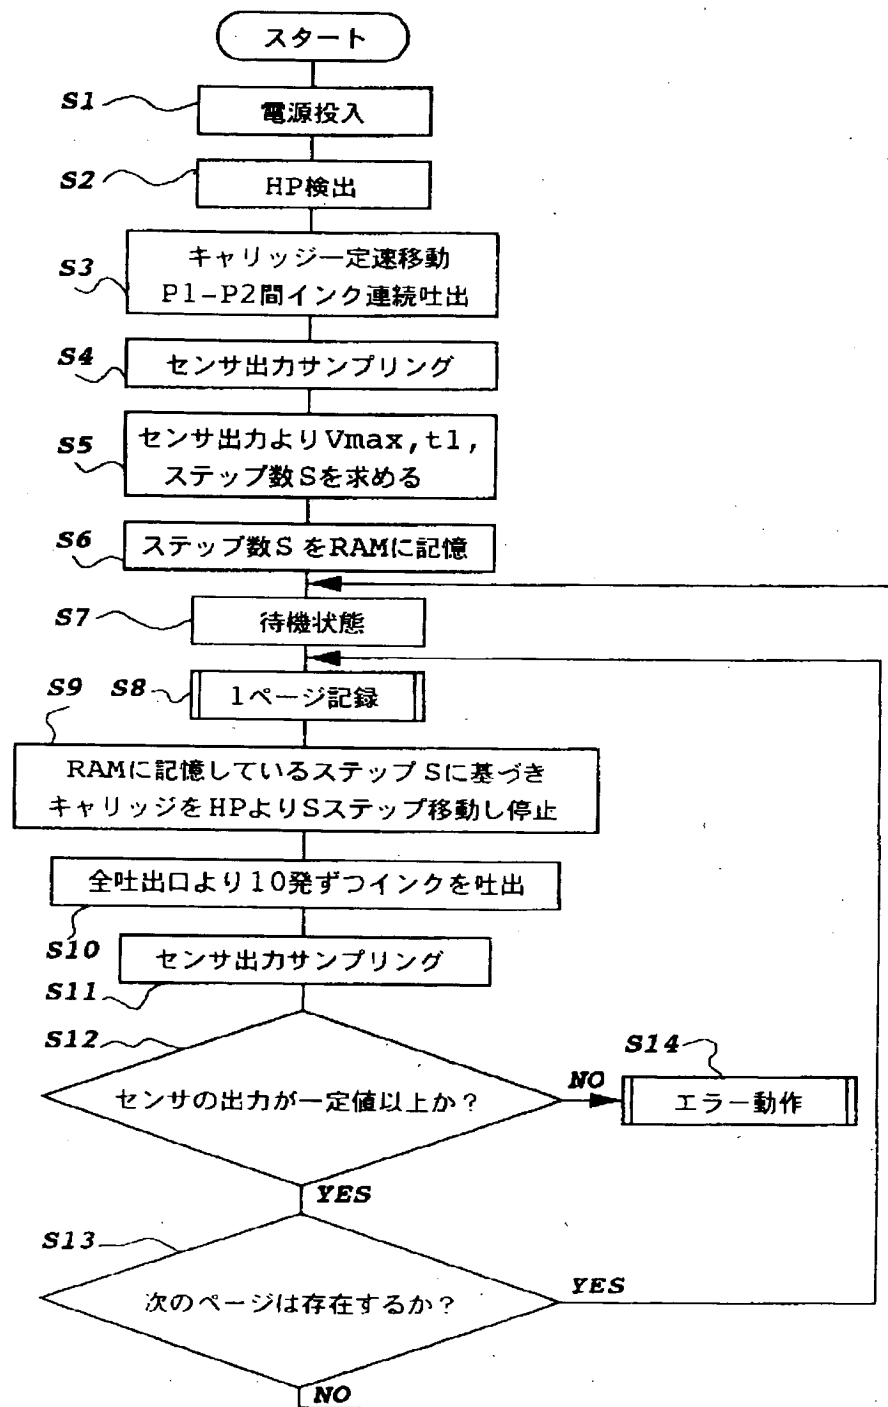 スタート
S1
電源投入
S2
HP検出
S3
キャリッジ一定速移動
P1-P2間インク連続吐出
S4
センサ出力サンプリング
S5
センサ出力よりVmax,t1,
ステップ数Sを求める
S6
ステップ数SをRAMに記憶
S7
待機状態
S9
S8
1ページ記録
RAMに記憶しているステップSに基づき
キャリッジをHPよりSステップ移動し停止
全吐出口より10発ずつインクを吐出
S10
センサ出力サンプリング
S11
S12
センサの出力が一定値以上か?
NO
S14
エラー動作
YES
S13
次のページは存在するか?
YES
NO